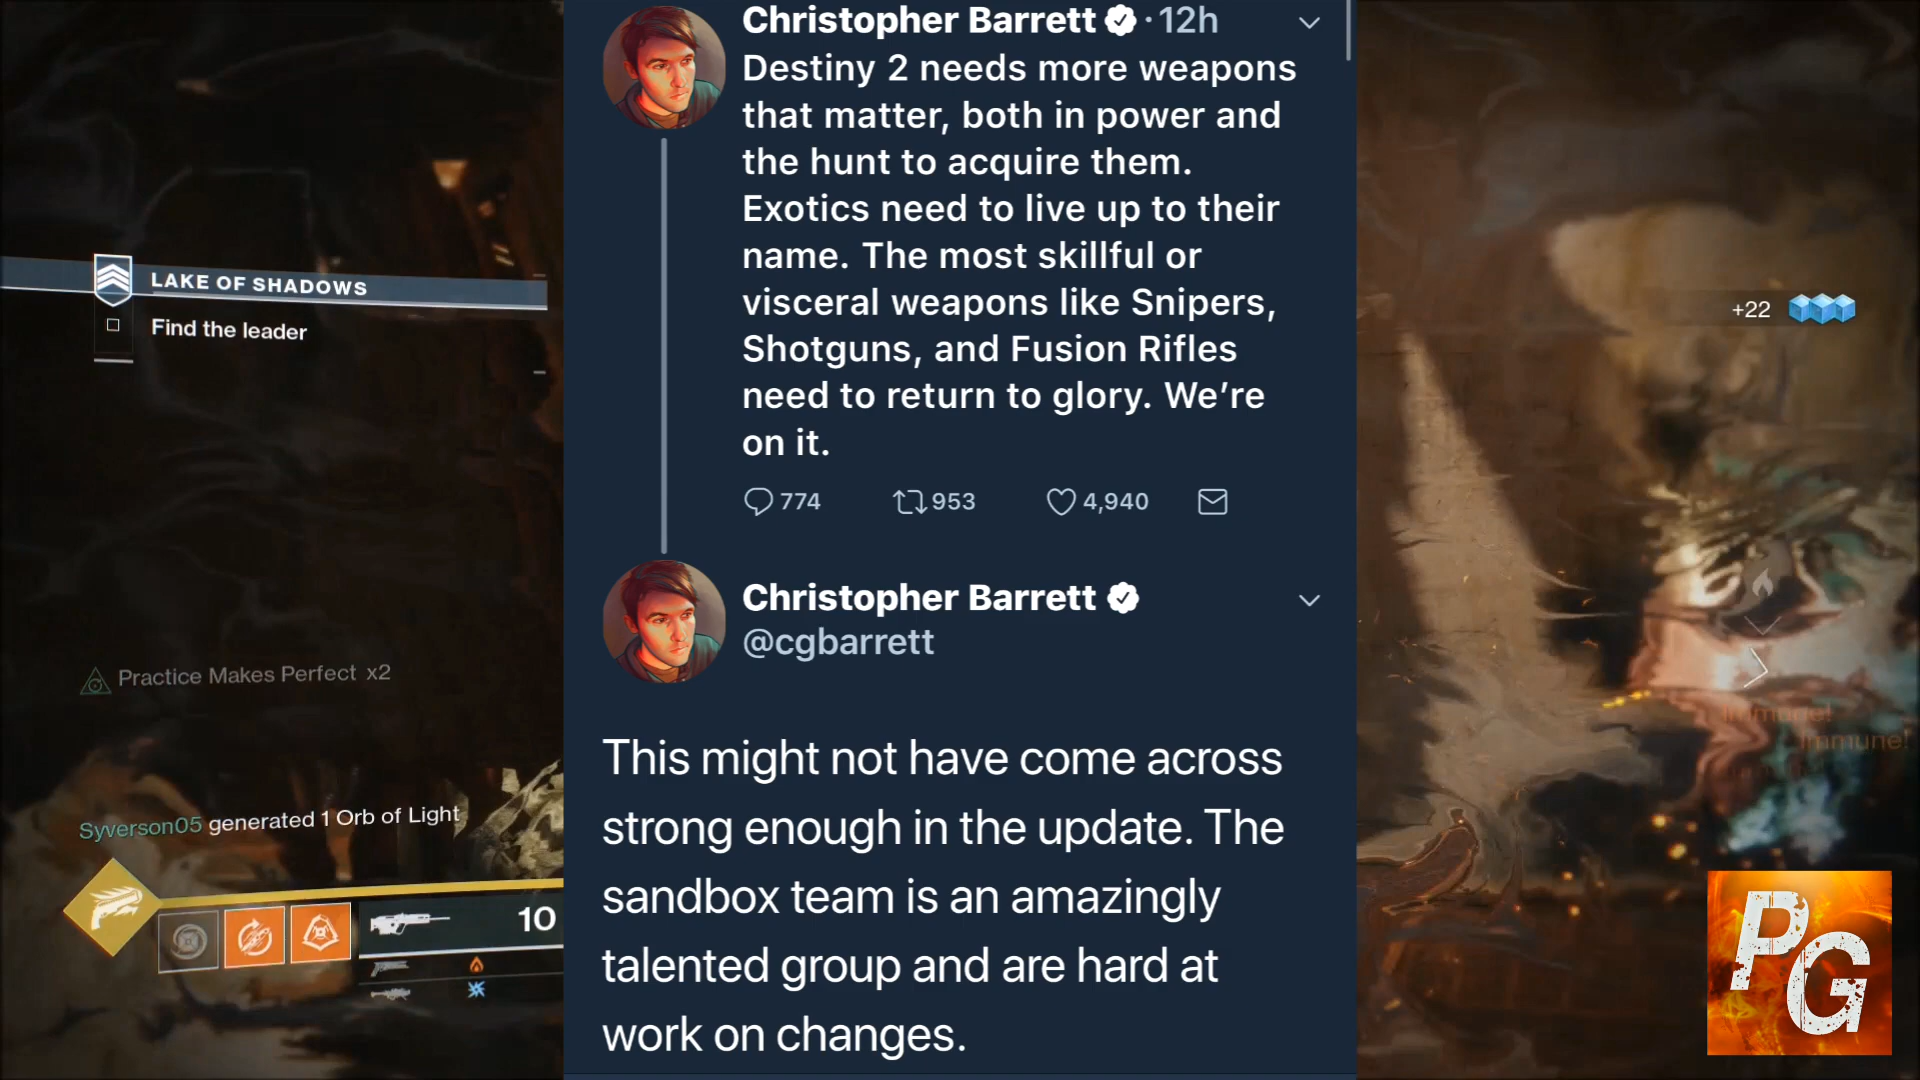 Christopher Barrett · 12h
Destiny 2 needs more weapons
that matter, both in power and
the hunt to acquire them.
Exotics need to live up to their
name. The most skillful or
visceral weapons like Snipers,
Shotguns, and Fusion Rifles
need to return to glory. We’re
on it.
774 953 4,940
Christopher Barrett
@cgbarrett
This might not have come across
strong enough in the update. The
sandbox team is an amazingly
talented group and are hard at
work on changes.
LAKE OF SHADOWS
Find the leader
Practice Makes Perfect x2
Syverson05 generated 1 Orb of Light
10
+22
Immune!
Immune!
PG